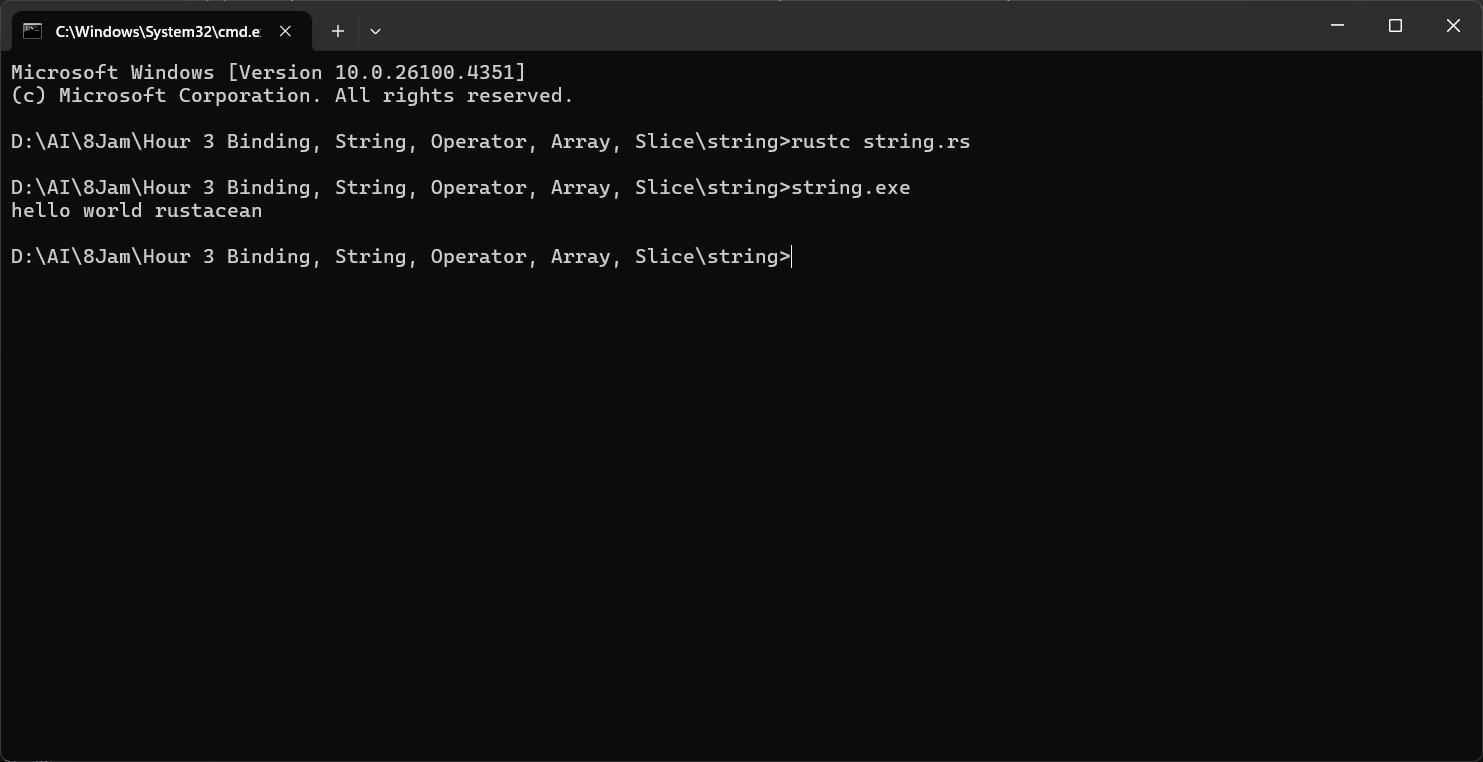 C:\Windows\System32\cmd.e
Microsoft Windows [Version 10.0.26100.4351]
(c) Microsoft Corporation. All rights reserved.
D:\AI\8Jam\Hour 3 Binding, String, Operator, Array, Slice\string>rustc string.rs
D:\AI\8Jam\Hour 3 Binding, String, Operator, Array, Slice\string>string.exe
hello world rustacean
D:\AI\8Jam\Hour 3 Binding, String, Operator, Array, Slice\string>